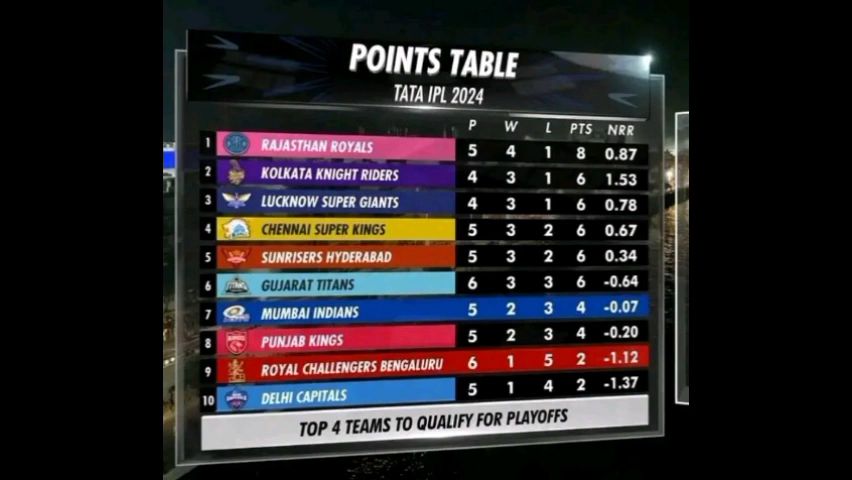 POINTS TABLE
TATA IPL 2024
P W L PTS NRR
1 RAJASTHAN ROYALS 5 4 1 8 0.87
2 KOLKATA KNIGHT RIDERS 4 3 1 6 1.53
3 LUCKNOW SUPER GIANTS 4 3 1 6 0.78
4 CHENNAI SUPER KINGS 5 3 2 6 0.67
5 SUNRISERS HYDERABAD 5 3 2 6 0.34
6 GUJARAT TITANS 6 3 3 6 -0.64
7 MUMBAI INDIANS 5 2 3 4 -0.07
8 PUNJAB KINGS 5 2 3 4 -0.20
9 ROYAL CHALLENGERS BENGALURU 6 1 5 2 -1.12
10 DELHI CAPITALS 5 1 4 2 -1.37
TOP 4 TEAMS TO QUALIFY FOR PLAYOFFS